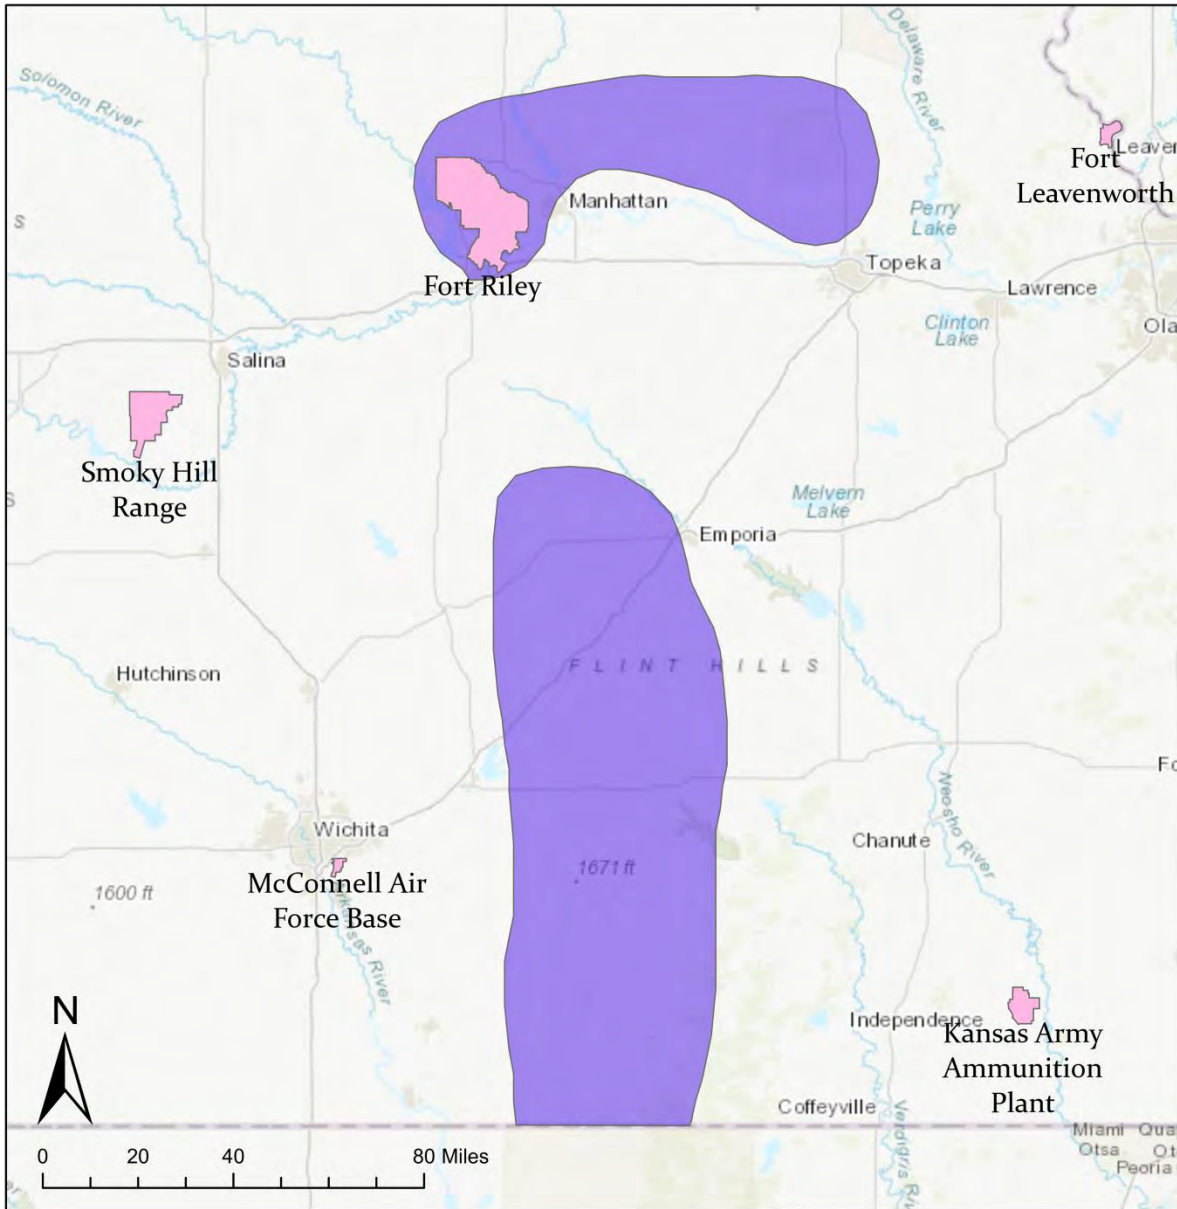 Solomon River
Delaware River
Leaven
Fort
Leavenworth
Manhattan
Perry
Lake
S
Topeka
Fort Riley
Lawrence
Clinton
Lake
Ola
Salina
Smoky Hill
Range
S
Melvern
Lake
Emporia
FLINT HILLS
Hutchinson
Fo
Neosho River
Wichita
Chanute
1671 ft
McConnell Air
Force Base
1600 ft
Arkansas River
N
Independence
Kansas Army
Ammunition
Plant
Coffeyville
Verdigris Riv
Miami Qua
Otsa Ot
Peoria
0 20 40 80 Miles
er